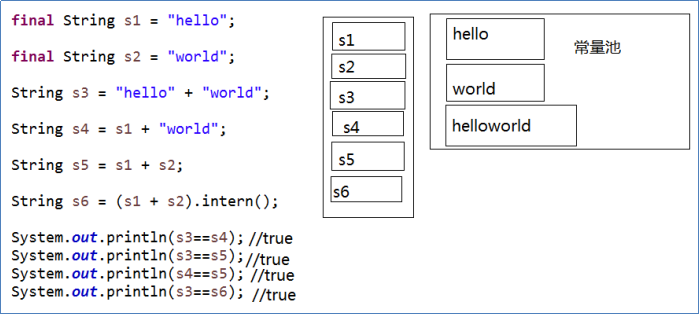 final String s1 = "hello";
final String s2 = "world";
String s3 = "hello" + "world";
String s4 = s1 + "world";
String s5 = s1 + s2;
String s6 = (s1 + s2).intern();
System.out.println(s3==s4); //true
System.out.println(s3==s5); //true
System.out.println(s4==s5); //true
System.out.println(s3==s6); //true
s1
s2
s3
s4
s5
s6
hello
常量池
world
helloworld